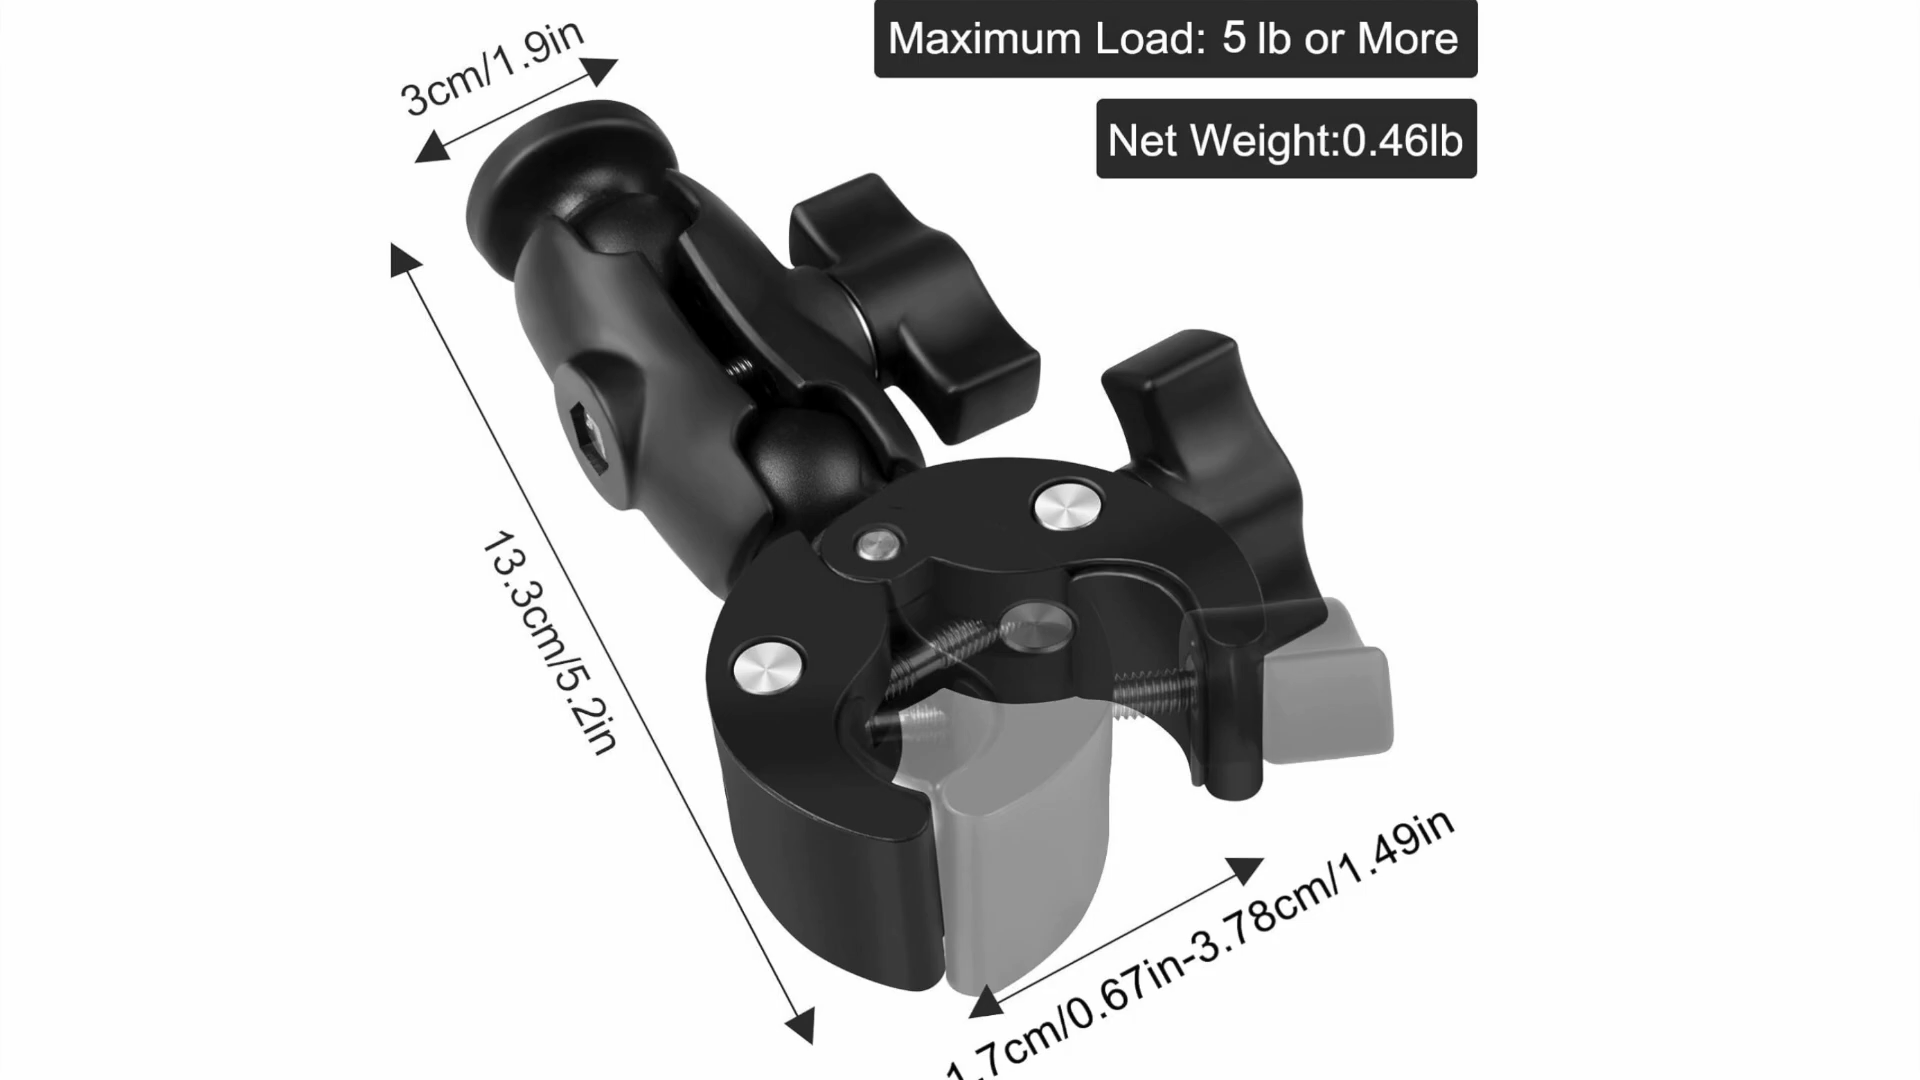 3cm/1.9in
Maximum Load: 5 lb or More
Net Weight:0.46lb
13.3cm/5.2in
1.7cm/0.67in-3.78cm/1.49in